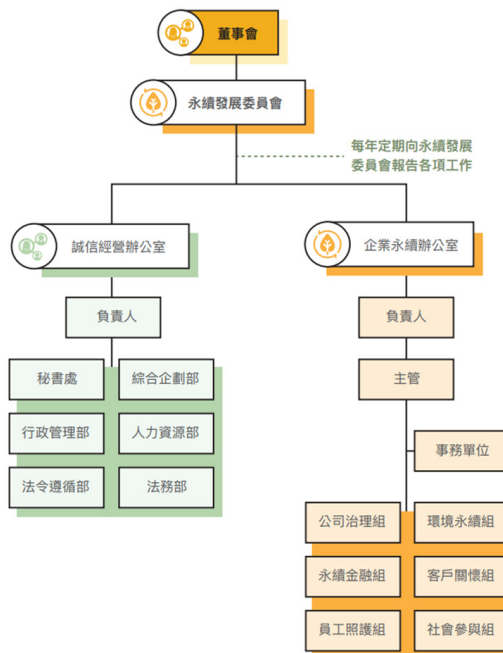 董事會
永續發展委員會
每年定期向永續發展
委員會報告各項工作
誠信經營辦公室
企業永續辦公室
負責人
負責人
秘書處
綜合企劃部
主管
行政管理部
人力資源部
事務單位
法令遵循部
法務部
公司治理組
環境永續組
永續金融組
客戶關懷組
員工照護組
社會參與組